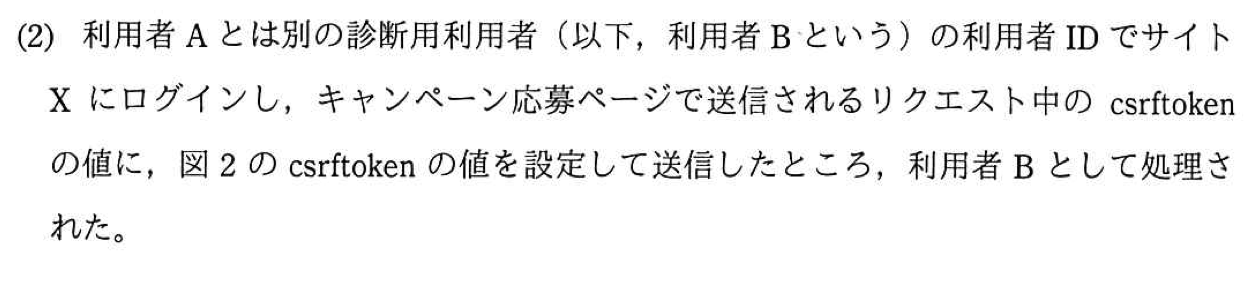 (2) 利用者 A とは別の診断用利用者（以下，利用者 B という）の利用者 ID でサイト
X にログインし，キャンペーン応募ページで送信されるリクエスト中の csrftoken
の値に，図 2 の csrftoken の値を設定して送信したところ，利用者 B として処理さ
れた。